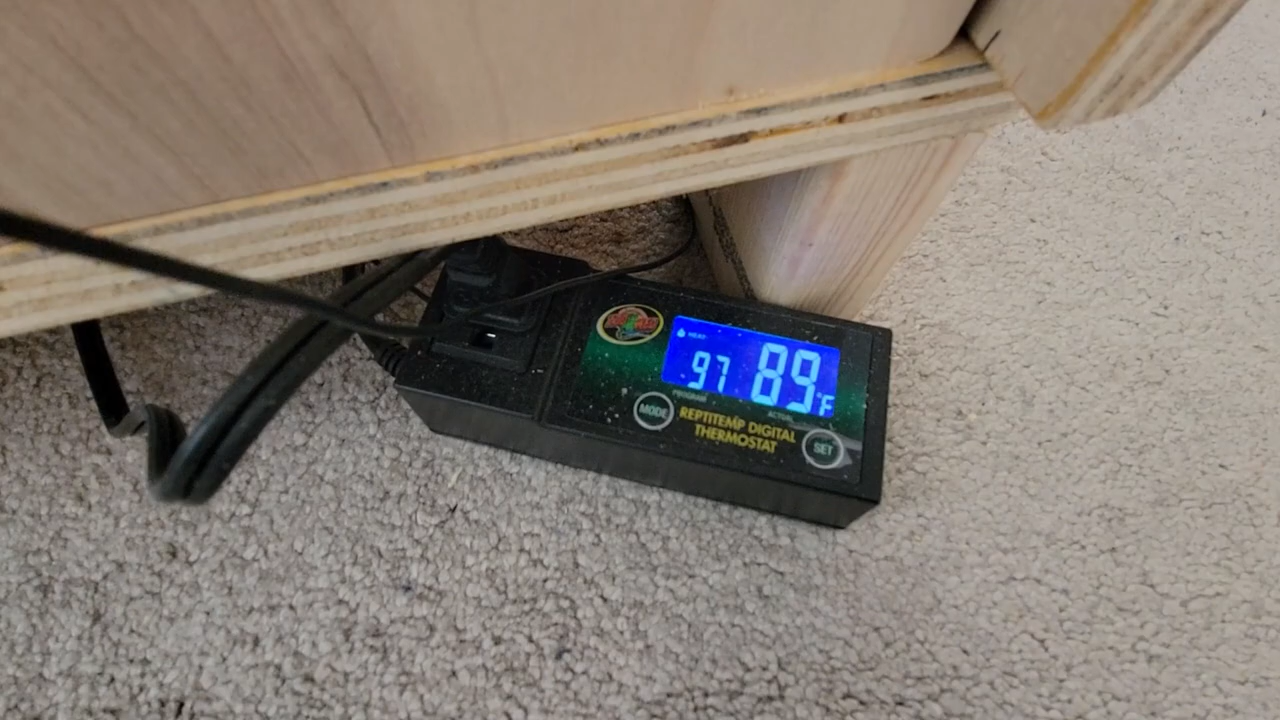 HEAT
97 89°F
PROGRAM ACTUAL
MODE
REPTITEMP DIGITAL
THERMOSTAT
SET